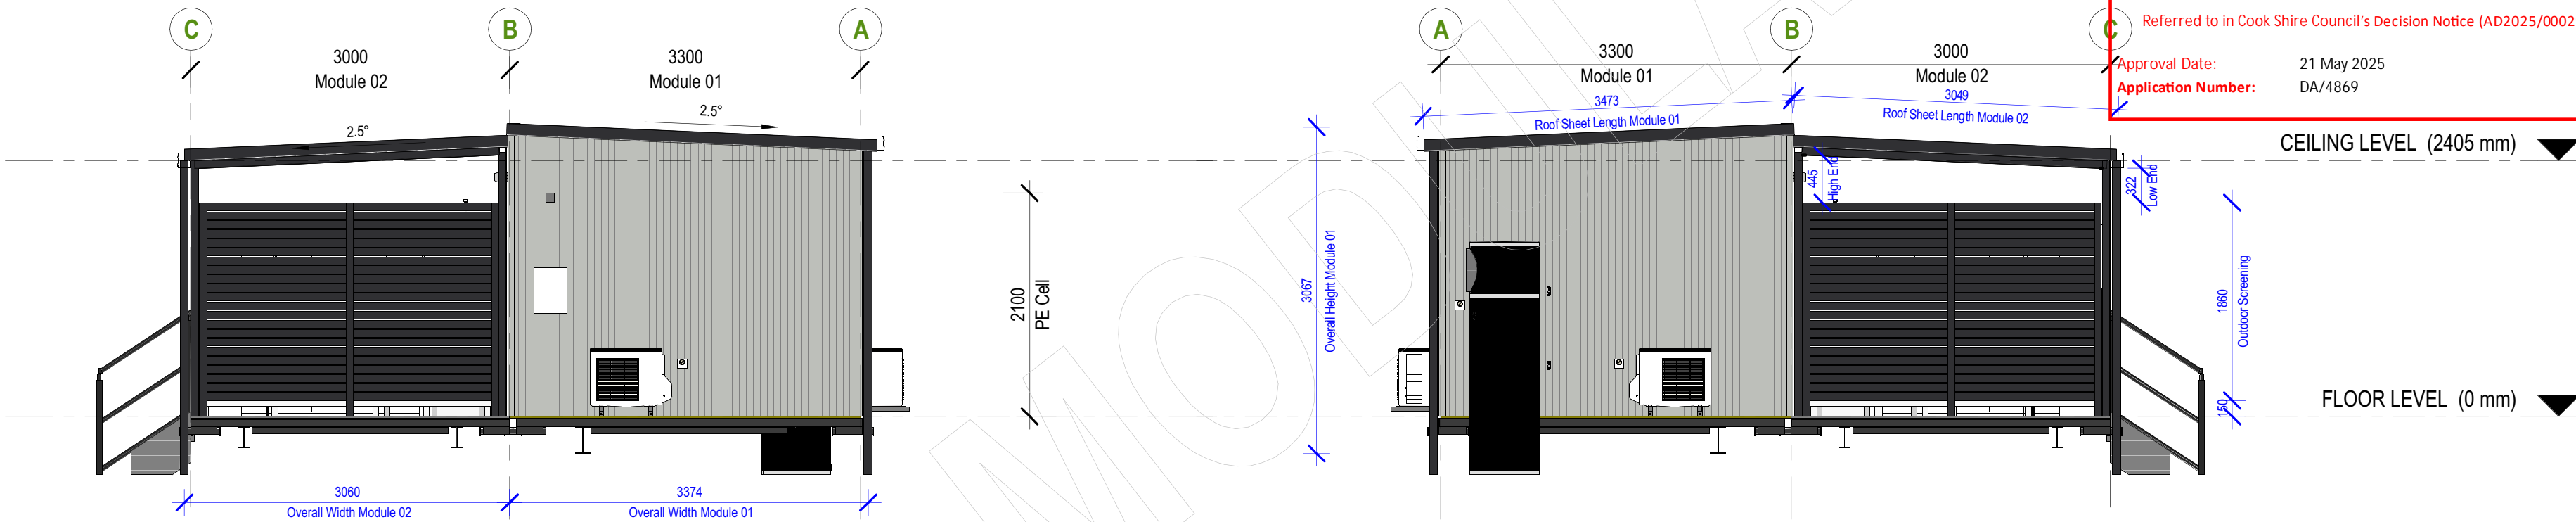 C
B
A
3000
Module 02
3300
Module 01
2.5°
2.5°
2100
PE Cell
3060
Overall Width Module 02
3374
Overall Width Module 01
A
B
C
3300
Module 01
3000
Module 02
3473
Roof Sheet Length Module 01
3049
Roof Sheet Length Module 02
3067
Overall Height Module 01
445
High End
322
Low End
1860
Outdoor Screening
150
Referred to in Cook Shire Council's Decision Notice (AD2025/0002
Approval Date: 21 May 2025
Application Number: DA/4869
CEILING LEVEL (2405 mm)
FLOOR LEVEL (0 mm)